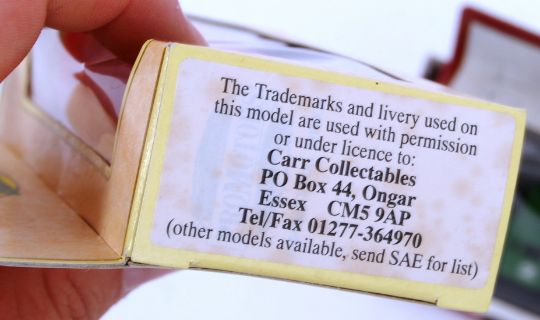 The Trademarks and livery used on
this model are used with permission
or under licence to:
Carr Collectables
PO Box 44, Ongar
Essex CM5 9AP
Tel/Fax 01277-364970
(other models available, send SAE for list)